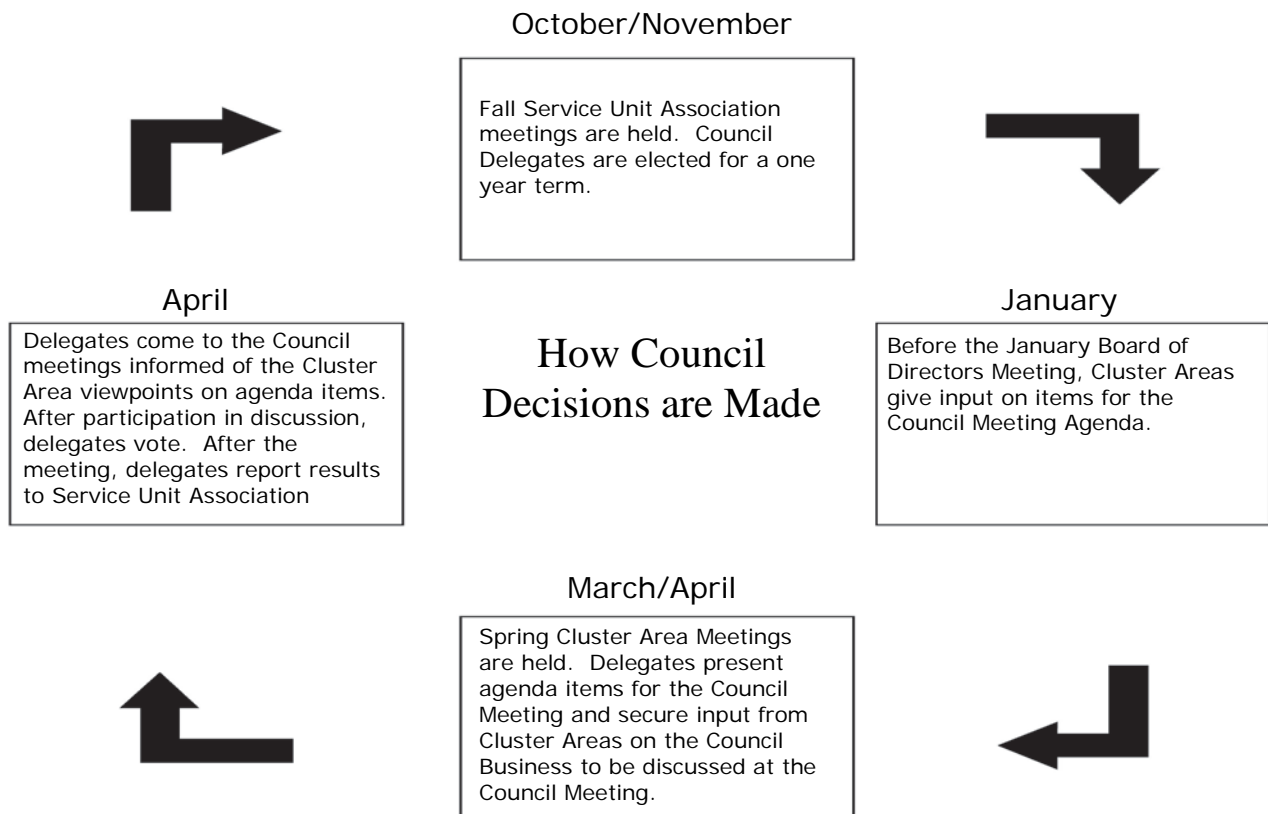 October/November
Fall Service Unit Association
meetings are held.  Council
Delegates are elected for a one
year term.
April
Delegates come to the Council
meetings informed of the Cluster
Area viewpoints on agenda items.
After participation in discussion,
delegates vote.  After the
meeting, delegates report results
to Service Unit Association
How Council
Decisions are Made
January
Before the January Board of
Directors Meeting, Cluster Areas
give input on items for the
Council Meeting Agenda.
March/April
Spring Cluster Area Meetings
are held.  Delegates present
agenda items for the Council
Meeting and secure input from
Cluster Areas on the Council
Business to be discussed at the
Council Meeting.